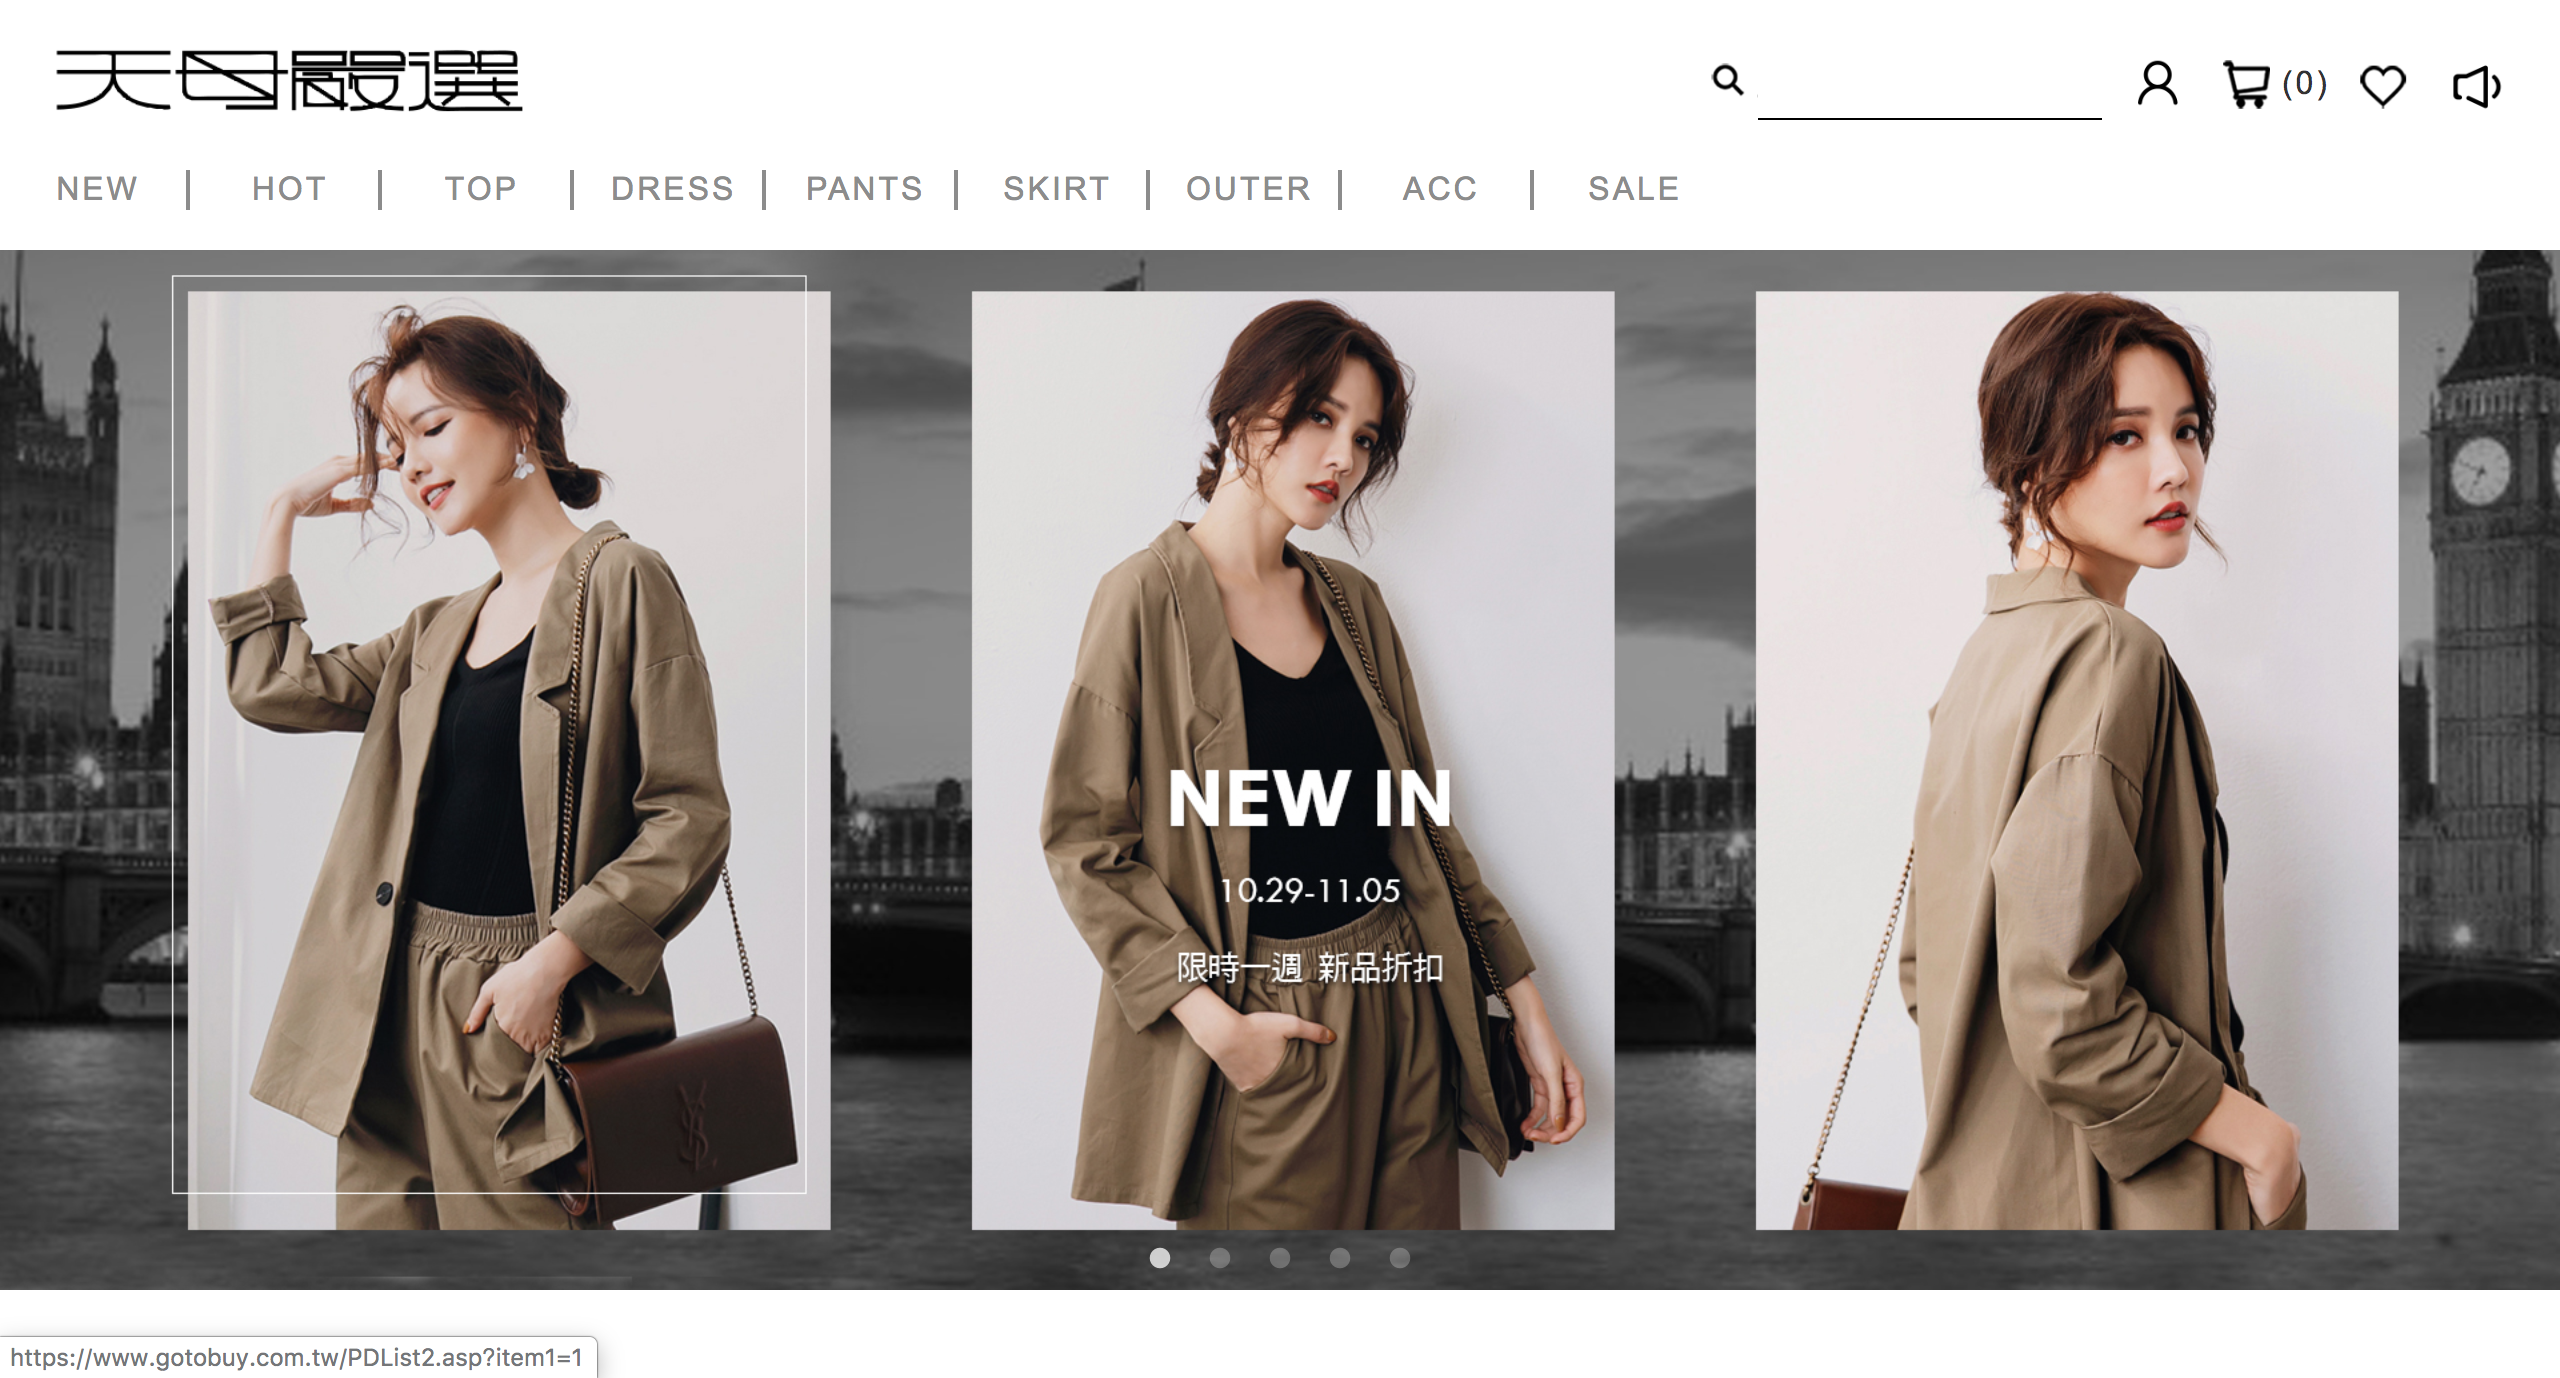 天母嚴選
(0)
NEW | HOT | TOP | DRESS | PANTS | SKIRT | OUTER | ACC | SALE
NEW IN
10.29-11.05
限時一週 新品折扣
YSL
https://www.gotobuy.com.tw/PDList2.asp?item1=1